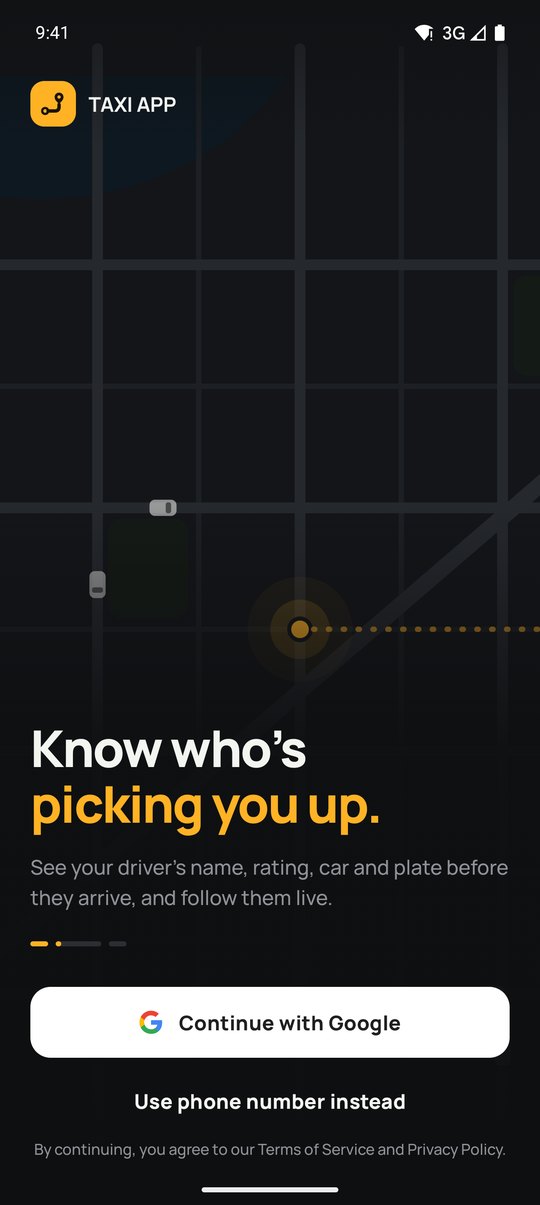 9:41
3G
TAXI APP
Know who's
picking you up.
See your driver's name, rating, car and plate before
they arrive, and follow them live.
Continue with Google
Use phone number instead
By continuing, you agree to our Terms of Service and Privacy Policy.